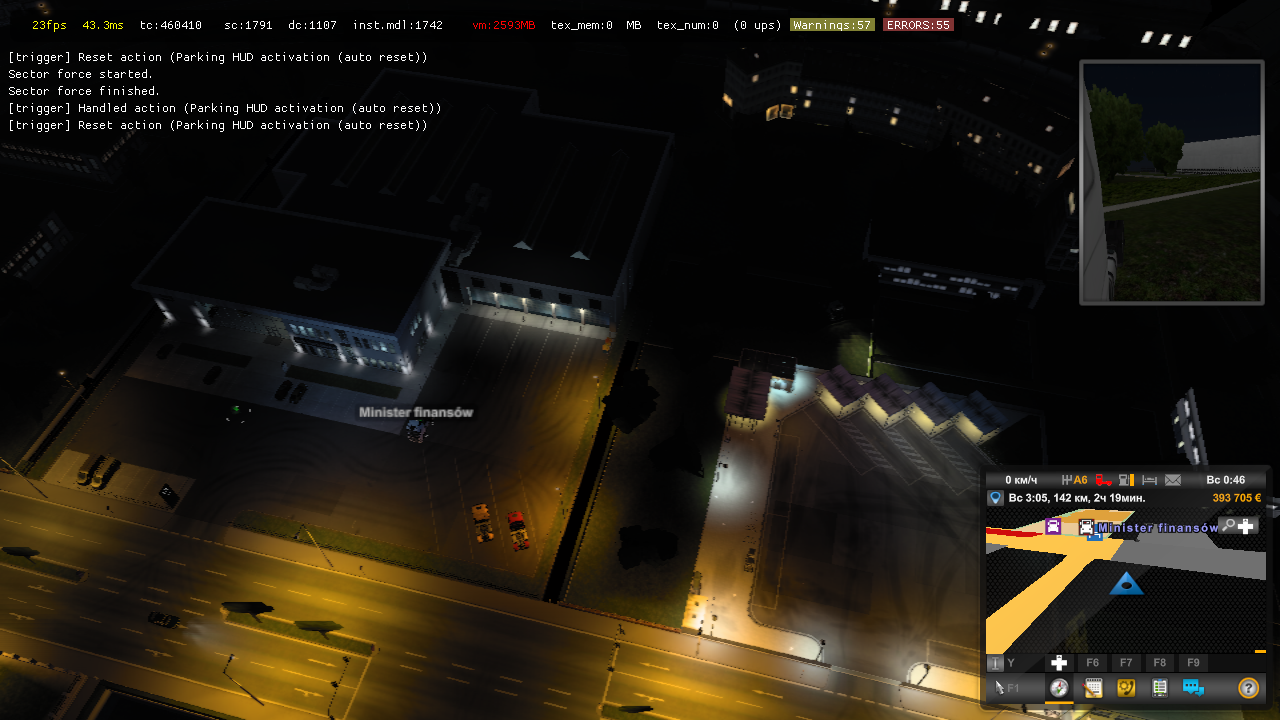 23fps 43.3ms tc:460410 sc:1791 dc:1107 inst.mdl:1742 vm:2593MB tex_mem:0 MB tex_num:0 (0 ups) Warnings:57 ERRORS:55
[trigger] Reset action (Parking HUD activation (auto reset))
Sector force started.
Sector force finished.
[trigger] Handled action (Parking HUD activation (auto reset))
[trigger] Reset action (Parking HUD activation (auto reset))
Minister finansów
0 км/ч A6 Вс 0:46
Вс 3:05, 142 км, 2ч 19мин. 393 705 €
Minister finansów
Y F6 F7 F8 F9
F1